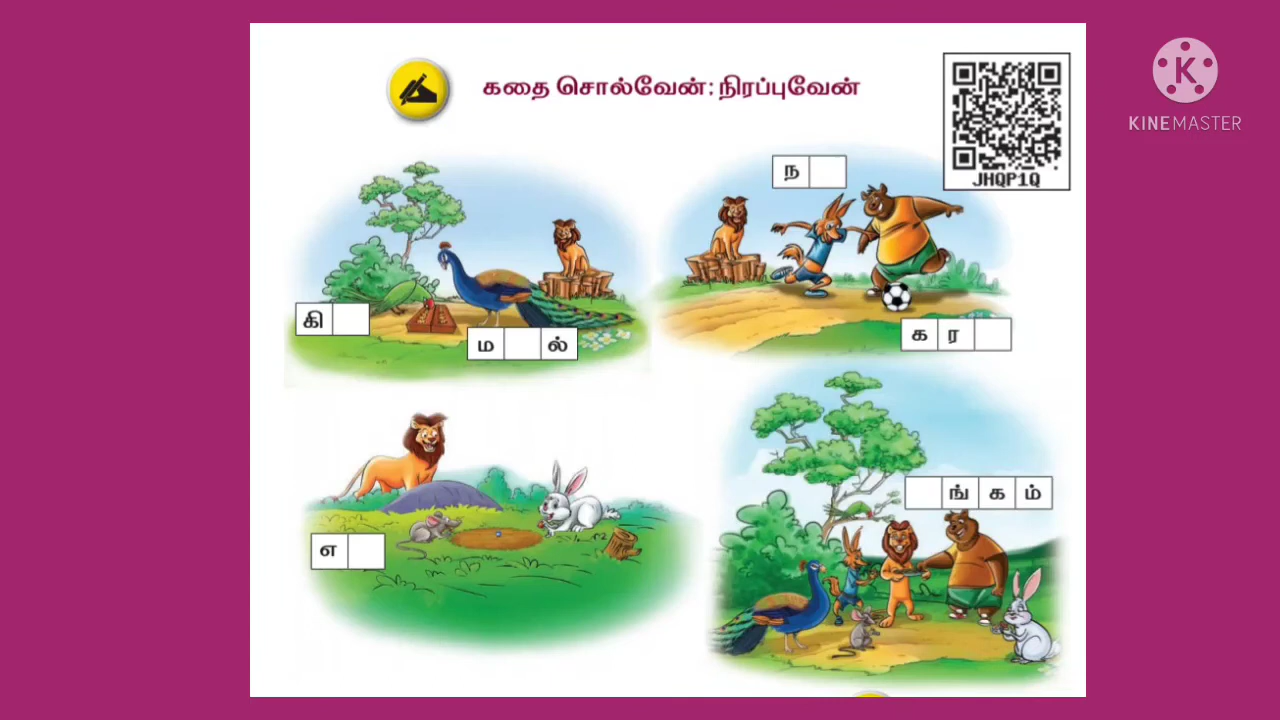 கதை சொல்வேன்; நிரப்புவேன்
JHQP1Q
KINEMASTER
ந
கி
ம ல்
க ர
ங் க ம்
எ